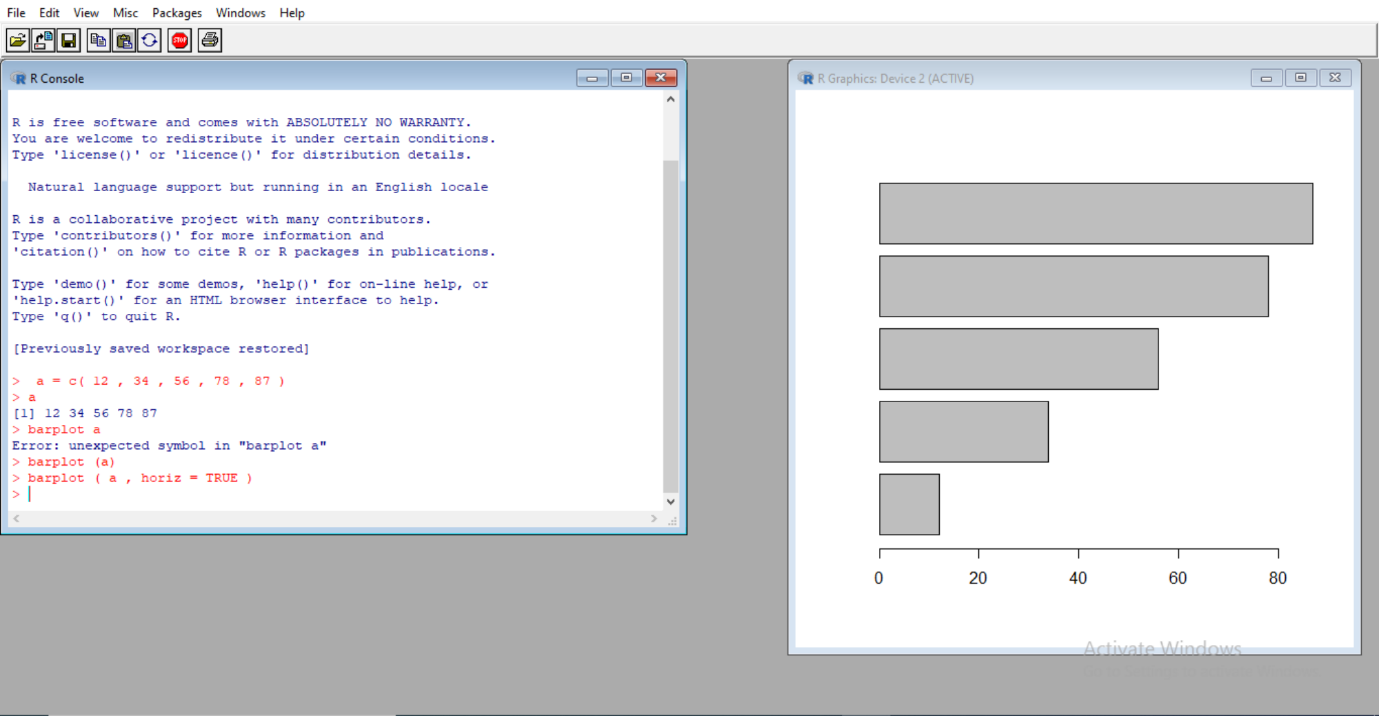 File Edit View Misc Packages Windows Help
STOP
R R Console
R is free software and comes with ABSOLUTELY NO WARRANTY.
You are welcome to redistribute it under certain conditions.
Type 'license()' or 'licence()' for distribution details.
Natural language support but running in an English locale
R is a collaborative project with many contributors.
Type 'contributors()' for more information and
'citation()' on how to cite R or R packages in publications.
Type 'demo()' for some demos, 'help()' for on-line help, or
'help.start()' for an HTML browser interface to help.
Type 'q()' to quit R.
[Previously saved workspace restored]
>  a = c( 12 , 34 , 56 , 78 , 87 )
> a
[1] 12 34 56 78 87
> barplot a
Error: unexpected symbol in "barplot a"
> barplot (a)
> barplot ( a , horiz = TRUE )
>
R R Graphics: Device 2 (ACTIVE)
0 20 40 60 80
Activate Windows